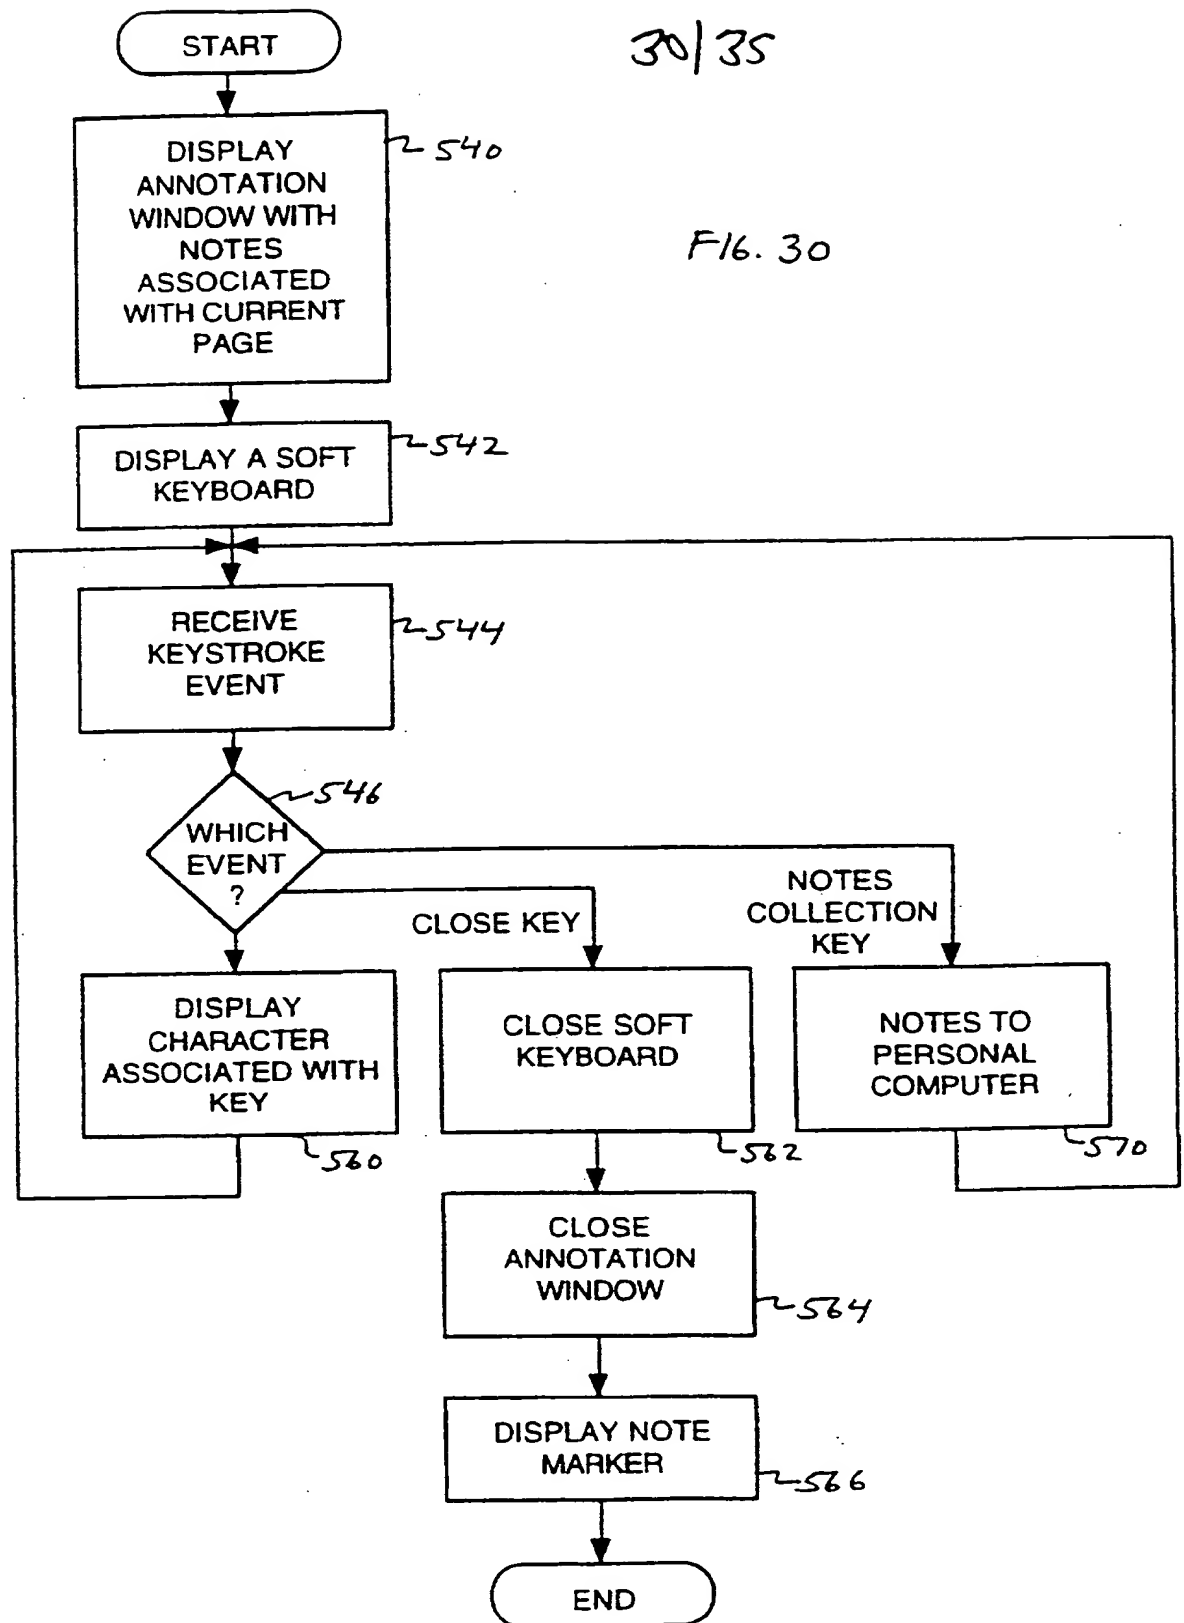 START
30/35
DISPLAY
ANNOTATION
WINDOW WITH
NOTES
ASSOCIATED
WITH CURRENT
PAGE
540
FIG. 30
DISPLAY A SOFT
KEYBOARD
542
RECEIVE
KEYSTROKE
EVENT
544
WHICH
EVENT
?
546
CLOSE KEY
NOTES
COLLECTION
KEY
DISPLAY
CHARACTER
ASSOCIATED WITH
KEY
560
CLOSE SOFT
KEYBOARD
562
NOTES TO
PERSONAL
COMPUTER
570
CLOSE
ANNOTATION
WINDOW
564
DISPLAY NOTE
MARKER
566
END